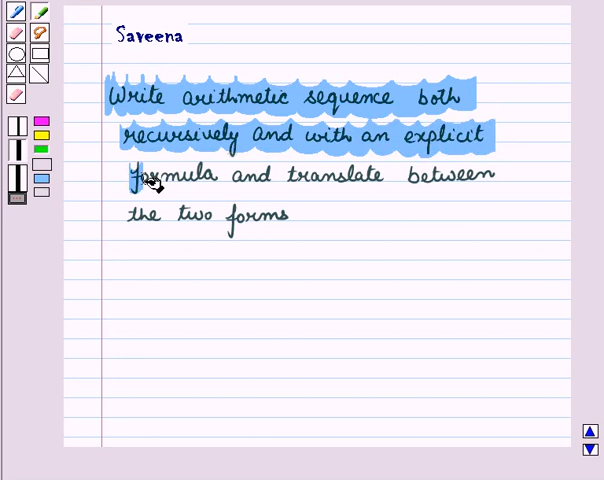 Saveena
Write arithmetic sequence both
recursively and with an explicit
formula and translate between
the two forms